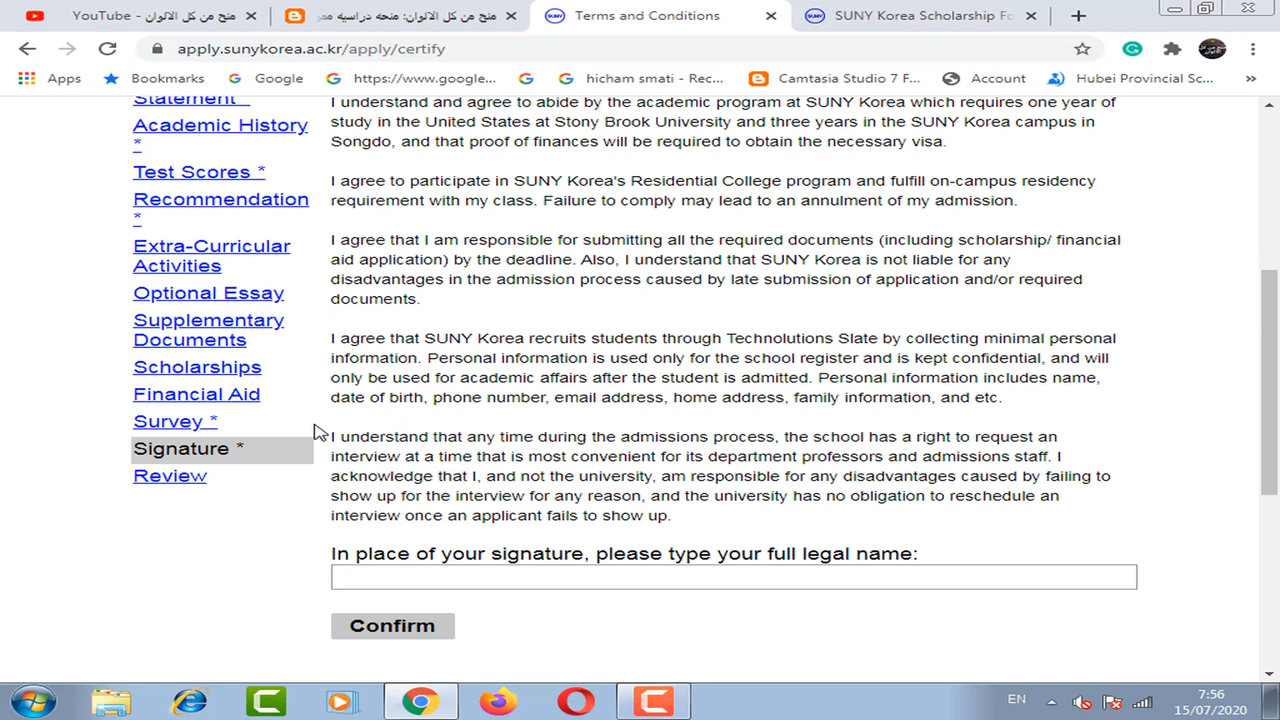 YouTube - منح من كل الالوان
منح من كل الالوان: منحه دراسيه ممر
Terms and Conditions
SUNY Korea Scholarship Fo
apply.sunykorea.ac.kr/apply/certify
Apps
Bookmarks
Google
https://www.google...
hicham smati - Rec...
Camtasia Studio 7 F...
Account
Hubei Provincial Sc...
»
Statement *
Academic History
*
Test Scores *
Recommendation
*
Extra-Curricular
Activities
Optional Essay
Supplementary
Documents
Scholarships
Financial Aid
Survey *
Signature *
Review
I understand and agree to abide by the academic program at SUNY Korea which requires one year of
study in the United States at Stony Brook University and three years in the SUNY Korea campus in
Songdo, and that proof of finances will be required to obtain the necessary visa.
I agree to participate in SUNY Korea's Residential College program and fulfill on-campus residency
requirement with my class. Failure to comply may lead to an annulment of my admission.
I agree that I am responsible for submitting all the required documents (including scholarship/ financial
aid application) by the deadline. Also, I understand that SUNY Korea is not liable for any
disadvantages in the admission process caused by late submission of application and/or required
documents.
I agree that SUNY Korea recruits students through Technolutions Slate by collecting minimal personal
information. Personal information is used only for the school register and is kept confidential, and will
only be used for academic affairs after the student is admitted. Personal information includes name,
date of birth, phone number, email address, home address, family information, and etc.
I understand that any time during the admissions process, the school has a right to request an
interview at a time that is most convenient for its department professors and admissions staff. I
acknowledge that I, and not the university, am responsible for any disadvantages caused by failing to
show up for the interview for any reason, and the university has no obligation to reschedule an
interview once an applicant fails to show up.
In place of your signature, please type your full legal name:
Confirm
EN
7:56
15/07/2020